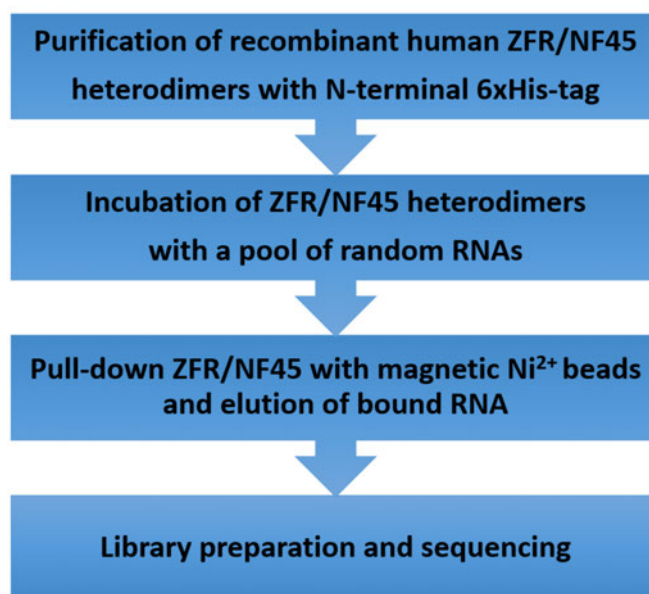 Purification of recombinant human ZFR/NF45
heterodimers with N-terminal 6xHis-tag
Incubation of ZFR/NF45 heterodimers
with a pool of random RNAs
Pull-down ZFR/NF45 with magnetic Ni²⁺ beads
and elution of bound RNA
Library preparation and sequencing